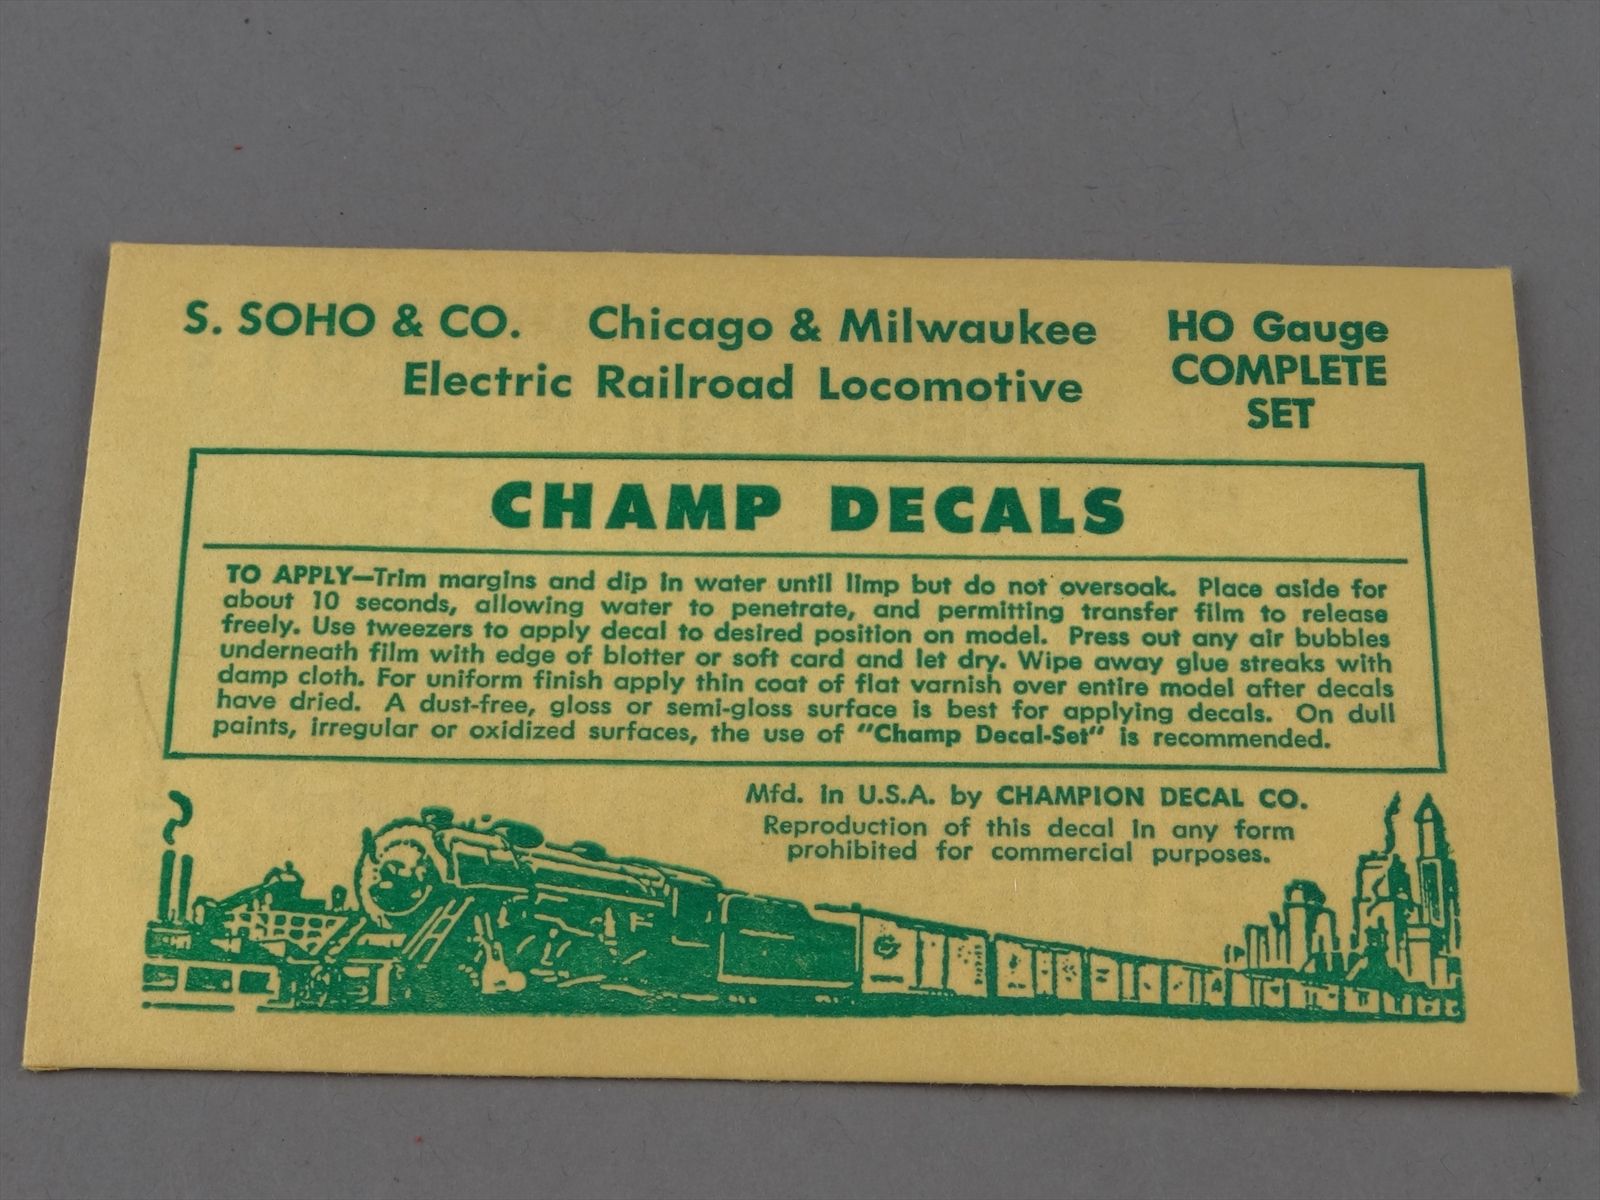 S. SOHO & CO. Chicago & Milwaukee HO Gauge
Electric Railroad Locomotive COMPLETE
SET
CHAMP DECALS
TO APPLY—Trim margins and dip in water until limp but do not oversoak. Place aside for
about 10 seconds, allowing water to penetrate, and permitting transfer film to release
freely. Use tweezers to apply decal to desired position on model. Press out any air bubbles
underneath film with edge of blotter or soft card and let dry. Wipe away glue streaks with
damp cloth. For uniform finish apply thin coat of flat varnish over entire model after decals
have dried. A dust-free, gloss or semi-gloss surface is best for applying decals. On dull
paints, irregular or oxidized surfaces, the use of "Champ Decal-Set" is recommended.
Mfd. in U.S.A. by CHAMPION DECAL CO.
Reproduction of this decal in any form
prohibited for commercial purposes.